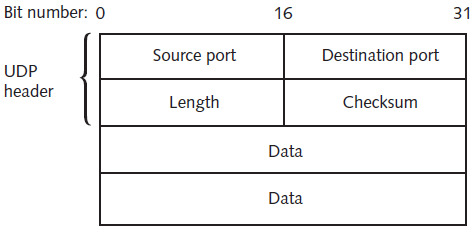 Bit number: 0 16 31
Source port Destination port
UDP
header
Length Checksum
Data
Data